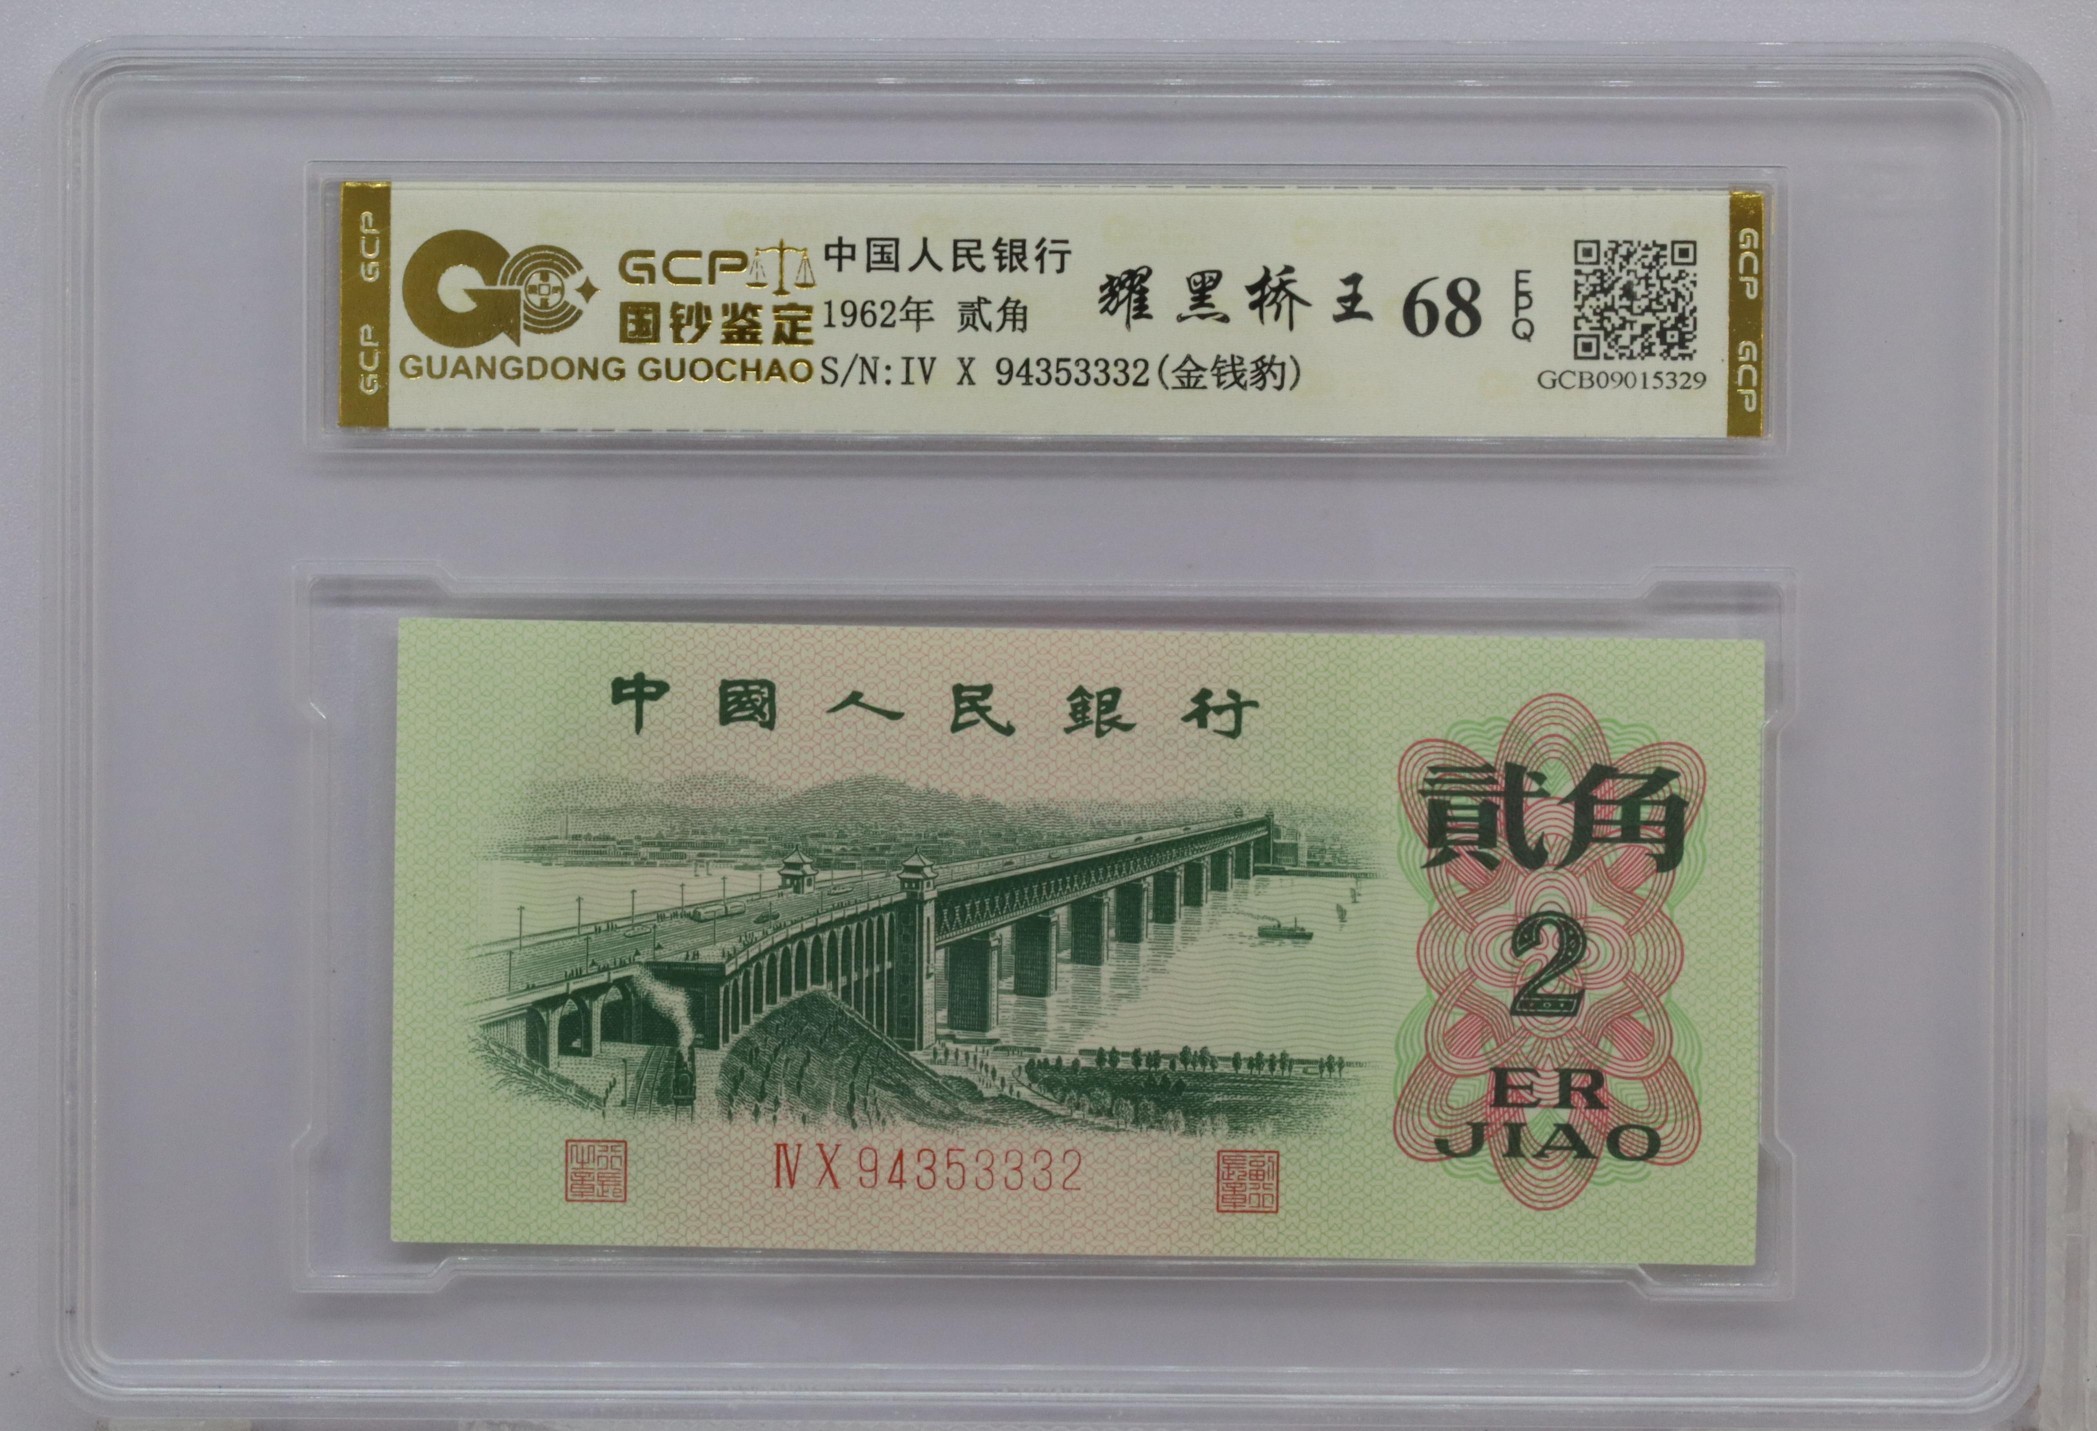 GCP GCP
GCP
国钞鉴定
GUANGDONG GUOCHAO
中国人民银行
1962年 贰角
S/N:IV X 94353332(金钱豹)
耀黑桥王
68
EPQ
GCB09015329
GCP GCP
中國人民銀行
貳角
2
ER
JIAO
IV X 94353332